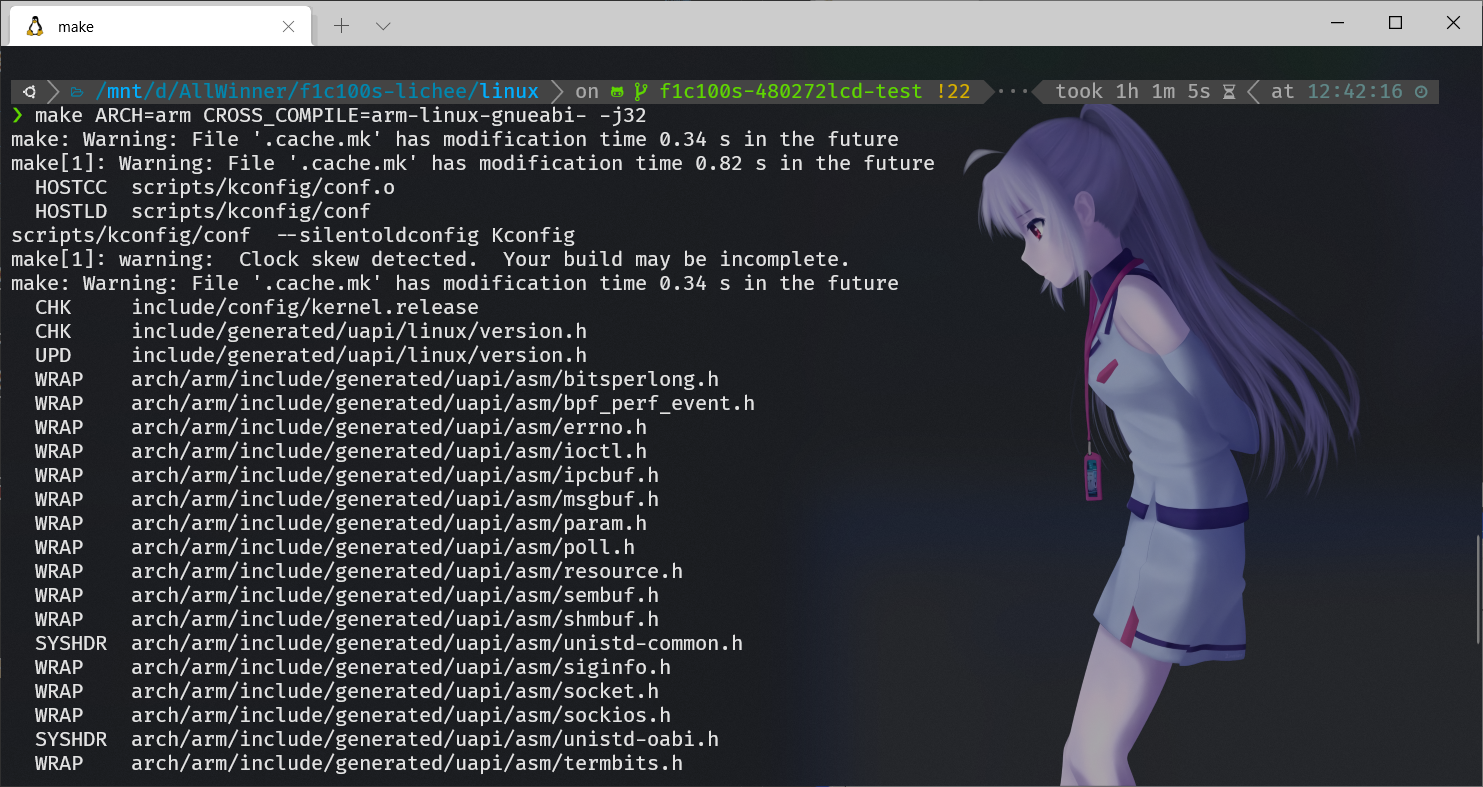 make
/mnt/d/AllWinner/f1c100s-lichee/linux on f1c100s-480272lcd-test !22 ··· took 1h 1m 5s at 12:42:16
❯ make ARCH=arm CROSS_COMPILE=arm-linux-gnueabi- -j32
make: Warning: File '.cache.mk' has modification time 0.34 s in the future
make[1]: Warning: File '.cache.mk' has modification time 0.82 s in the future
  HOSTCC  scripts/kconfig/conf.o
  HOSTLD  scripts/kconfig/conf
scripts/kconfig/conf  --silentoldconfig Kconfig
make[1]: warning:  Clock skew detected.  Your build may be incomplete.
make: Warning: File '.cache.mk' has modification time 0.34 s in the future
  CHK     include/config/kernel.release
  CHK     include/generated/uapi/linux/version.h
  UPD     include/generated/uapi/linux/version.h
  WRAP    arch/arm/include/generated/uapi/asm/bitsperlong.h
  WRAP    arch/arm/include/generated/uapi/asm/bpf_perf_event.h
  WRAP    arch/arm/include/generated/uapi/asm/errno.h
  WRAP    arch/arm/include/generated/uapi/asm/ioctl.h
  WRAP    arch/arm/include/generated/uapi/asm/ipcbuf.h
  WRAP    arch/arm/include/generated/uapi/asm/msgbuf.h
  WRAP    arch/arm/include/generated/uapi/asm/param.h
  WRAP    arch/arm/include/generated/uapi/asm/poll.h
  WRAP    arch/arm/include/generated/uapi/asm/resource.h
  WRAP    arch/arm/include/generated/uapi/asm/sembuf.h
  WRAP    arch/arm/include/generated/uapi/asm/shmbuf.h
  SYSHDR  arch/arm/include/generated/uapi/asm/unistd-common.h
  WRAP    arch/arm/include/generated/uapi/asm/siginfo.h
  WRAP    arch/arm/include/generated/uapi/asm/socket.h
  WRAP    arch/arm/include/generated/uapi/asm/sockios.h
  SYSHDR  arch/arm/include/generated/uapi/asm/unistd-oabi.h
  WRAP    arch/arm/include/generated/uapi/asm/termbits.h